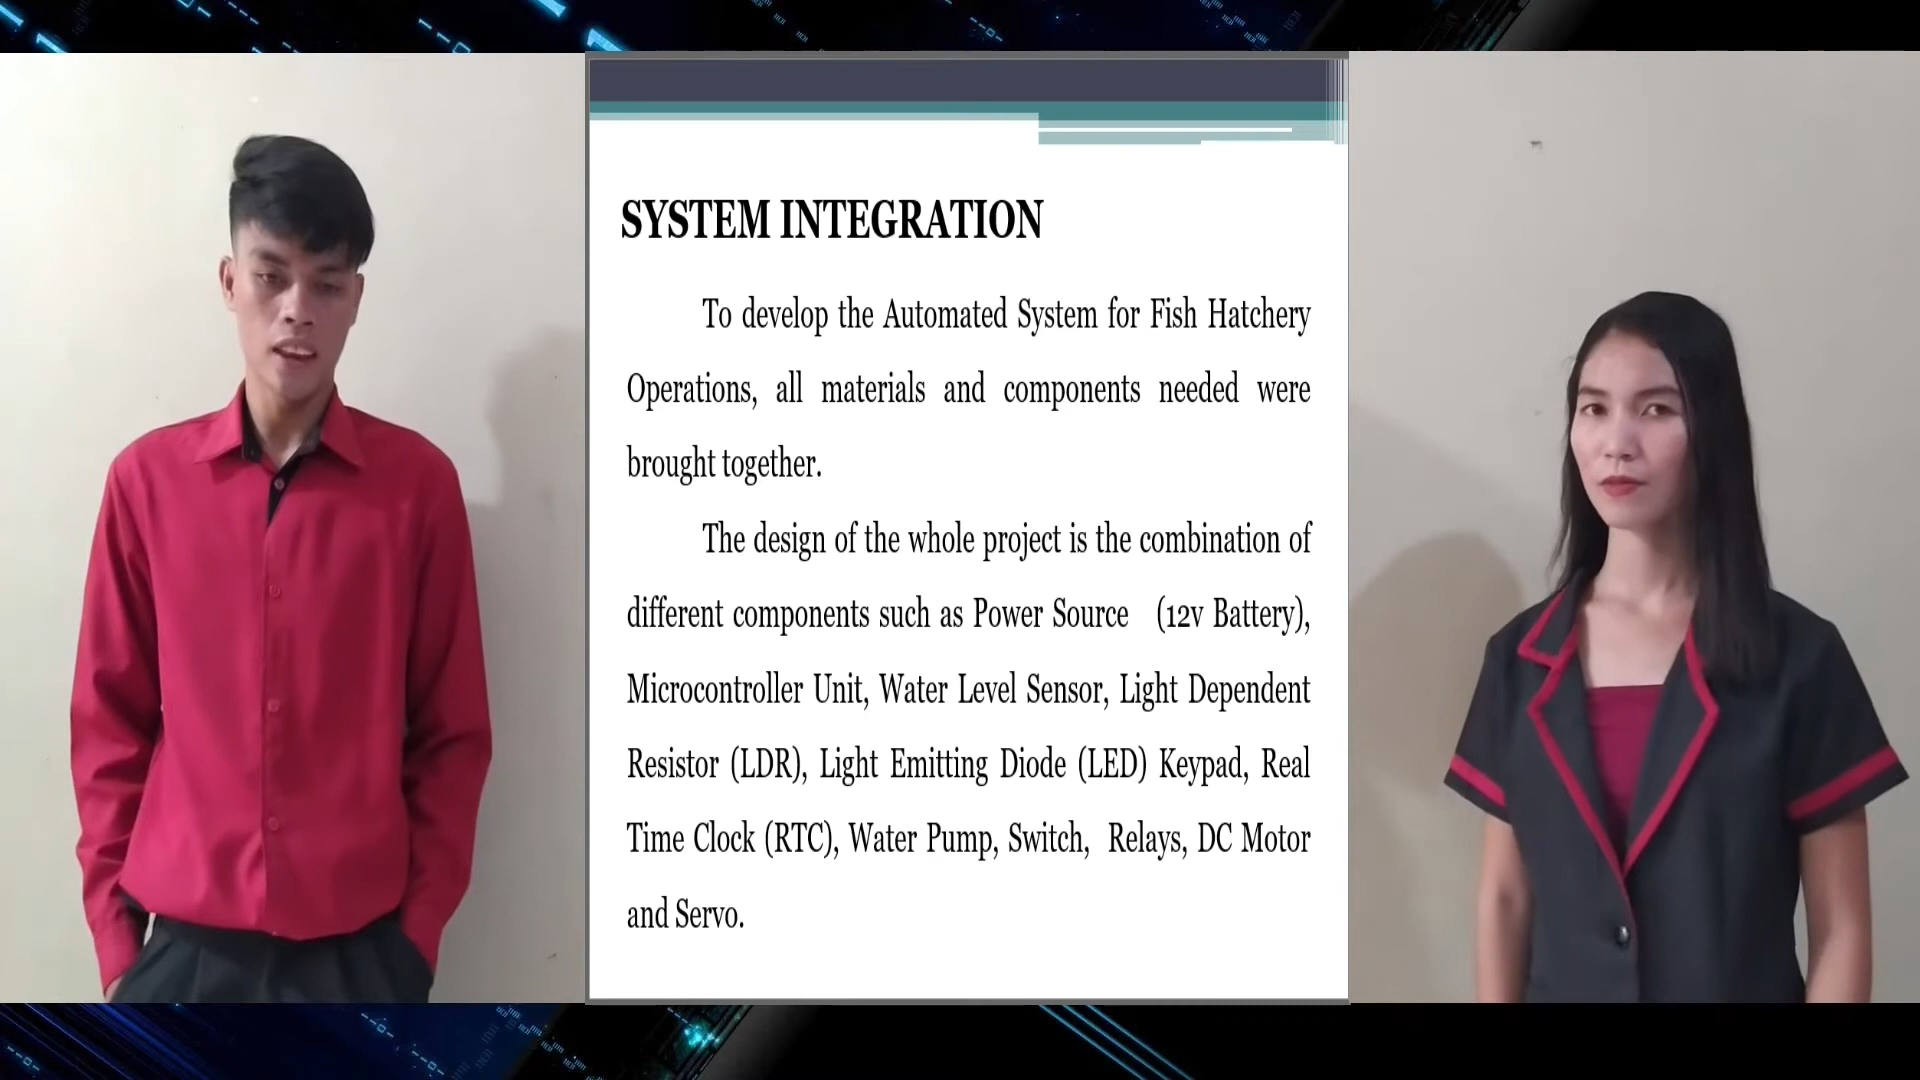 SYSTEM INTEGRATION
To develop the Automated System for Fish Hatchery
Operations, all materials and components needed were
brought together.
The design of the whole project is the combination of
different components such as Power Source (12v Battery),
Microcontroller Unit, Water Level Sensor, Light Dependent
Resistor (LDR), Light Emitting Diode (LED) Keypad, Real
Time Clock (RTC), Water Pump, Switch, Relays, DC Motor
and Servo.